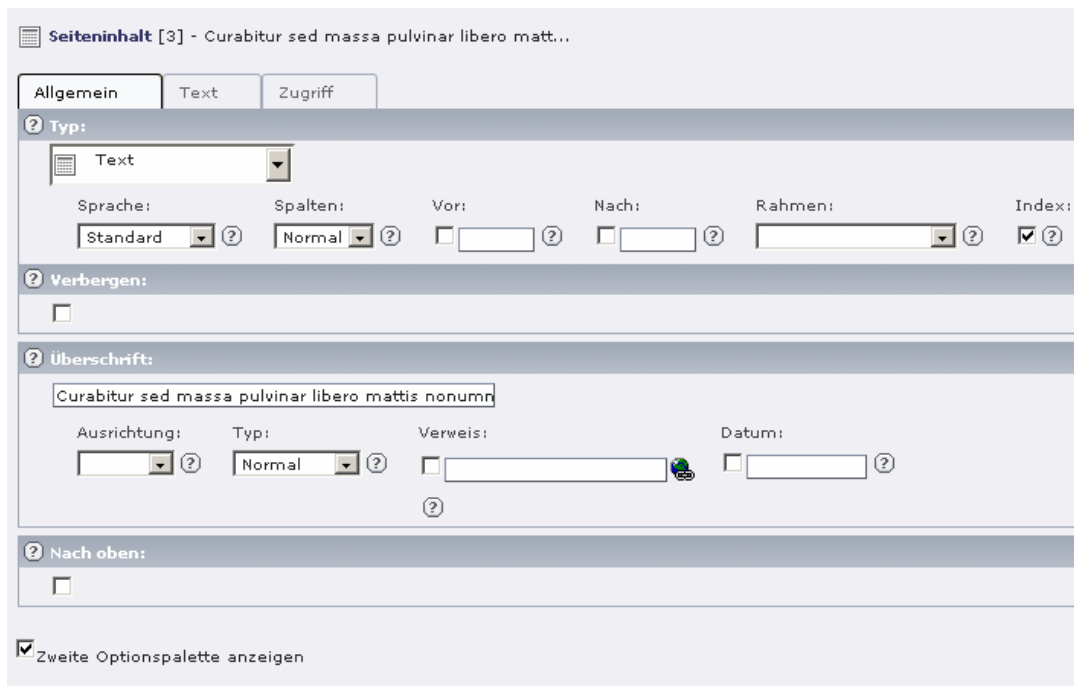 Seiteninhalt [3] - Curabitur sed massa pulvinar libero matt...
Allgemein Text Zugriff
? Typ:
Text
Sprache: Spalten: Vor: Nach: Rahmen: Index:
Standard ? Normal ? ? ? ? ?
? Verbergen:
? Überschrift:
Curabitur sed massa pulvinar libero mattis nonumn
Ausrichtung: Typ: Verweis: Datum:
? Normal ? ?
?
? Nach oben:
Zweite Optionspalette anzeigen